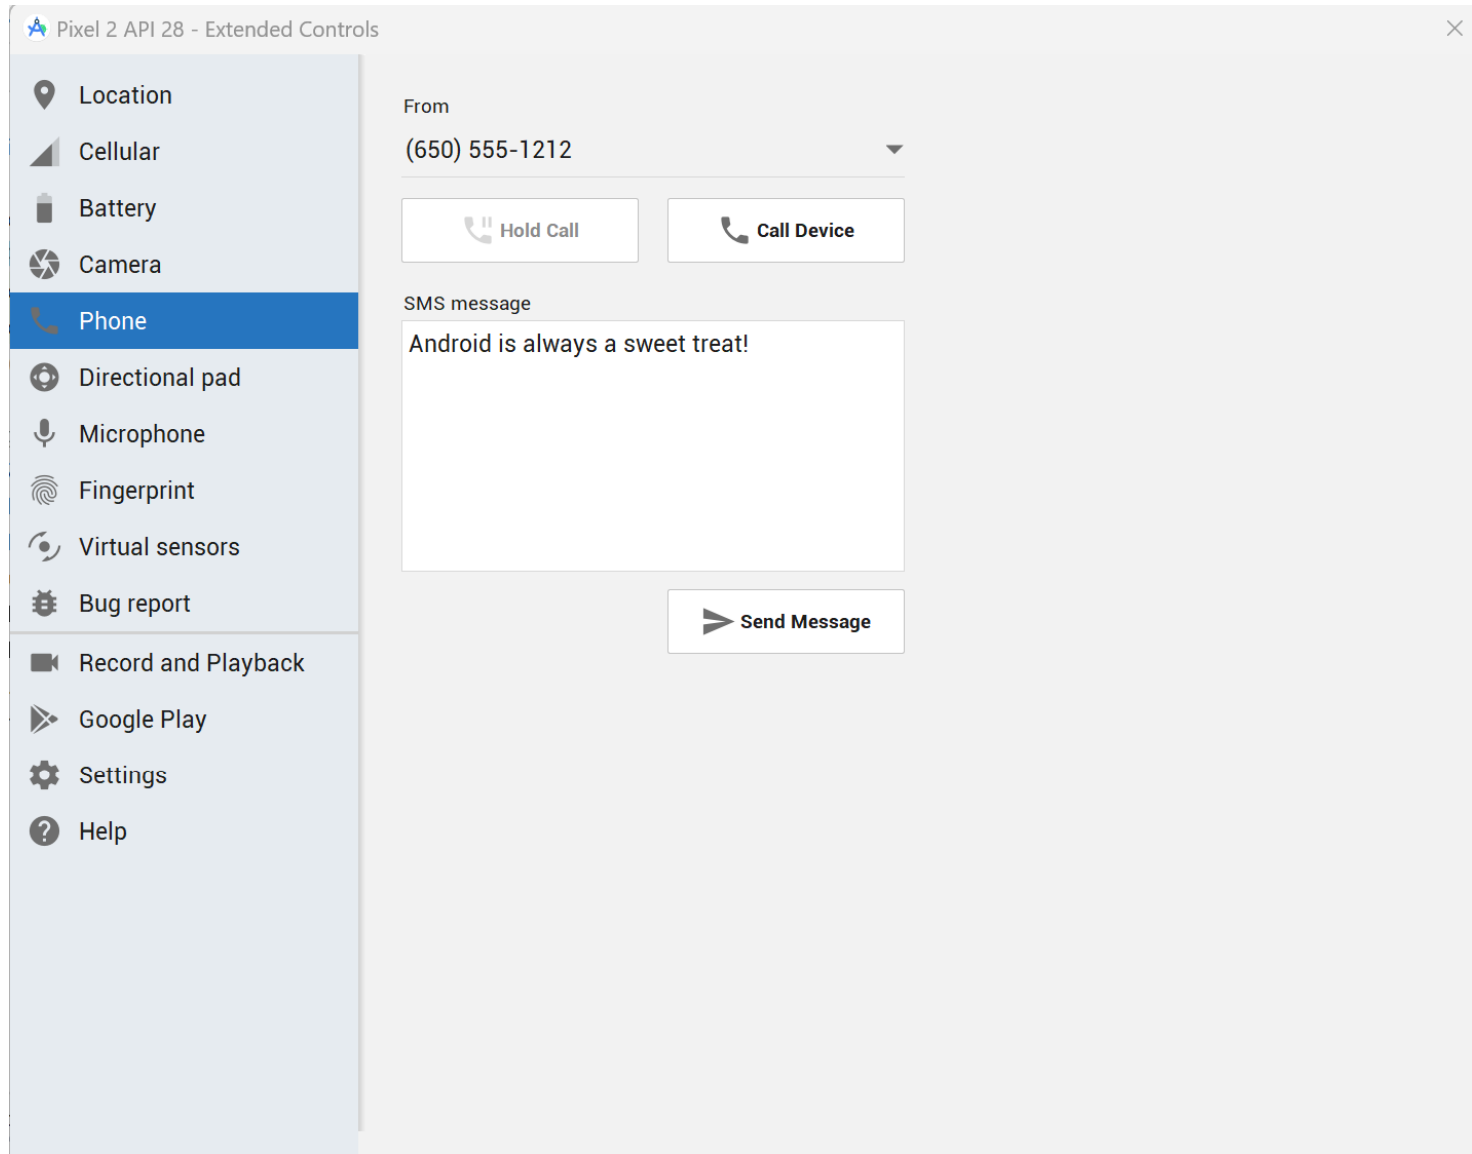 Pixel 2 API 28 - Extended Controls
Location
Cellular
Battery
Camera
Phone
Directional pad
Microphone
Fingerprint
Virtual sensors
Bug report
Record and Playback
Google Play
Settings
Help
From
(650) 555-1212
Hold Call
Call Device
SMS message
Android is always a sweet treat!
Send Message